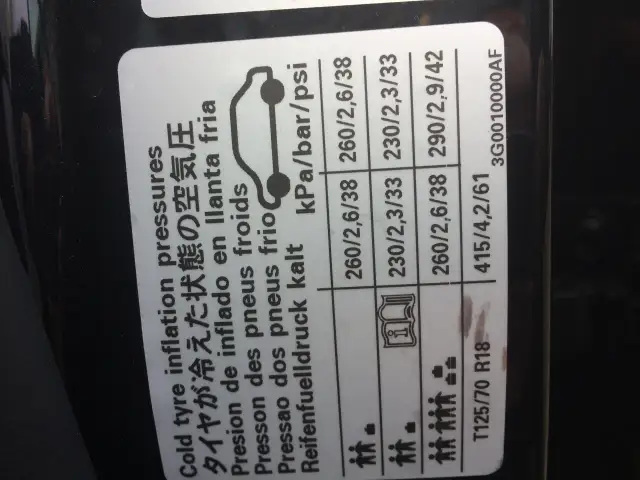 Cold tyre inflation pressures
タイヤが冷えた状態の空気圧
Presion de inflado en llanta fria
Presson des pneus froids
Pressao dos pneus frio
Reifenfuelldruck kalt kPa/bar/psi
260/2,6/38 260/2,6/38
230/2,3/33 230/2,3/33
260/2,6/38 290/2,9/42
T125/70 R18 415/4,2/61
3G0010000AF